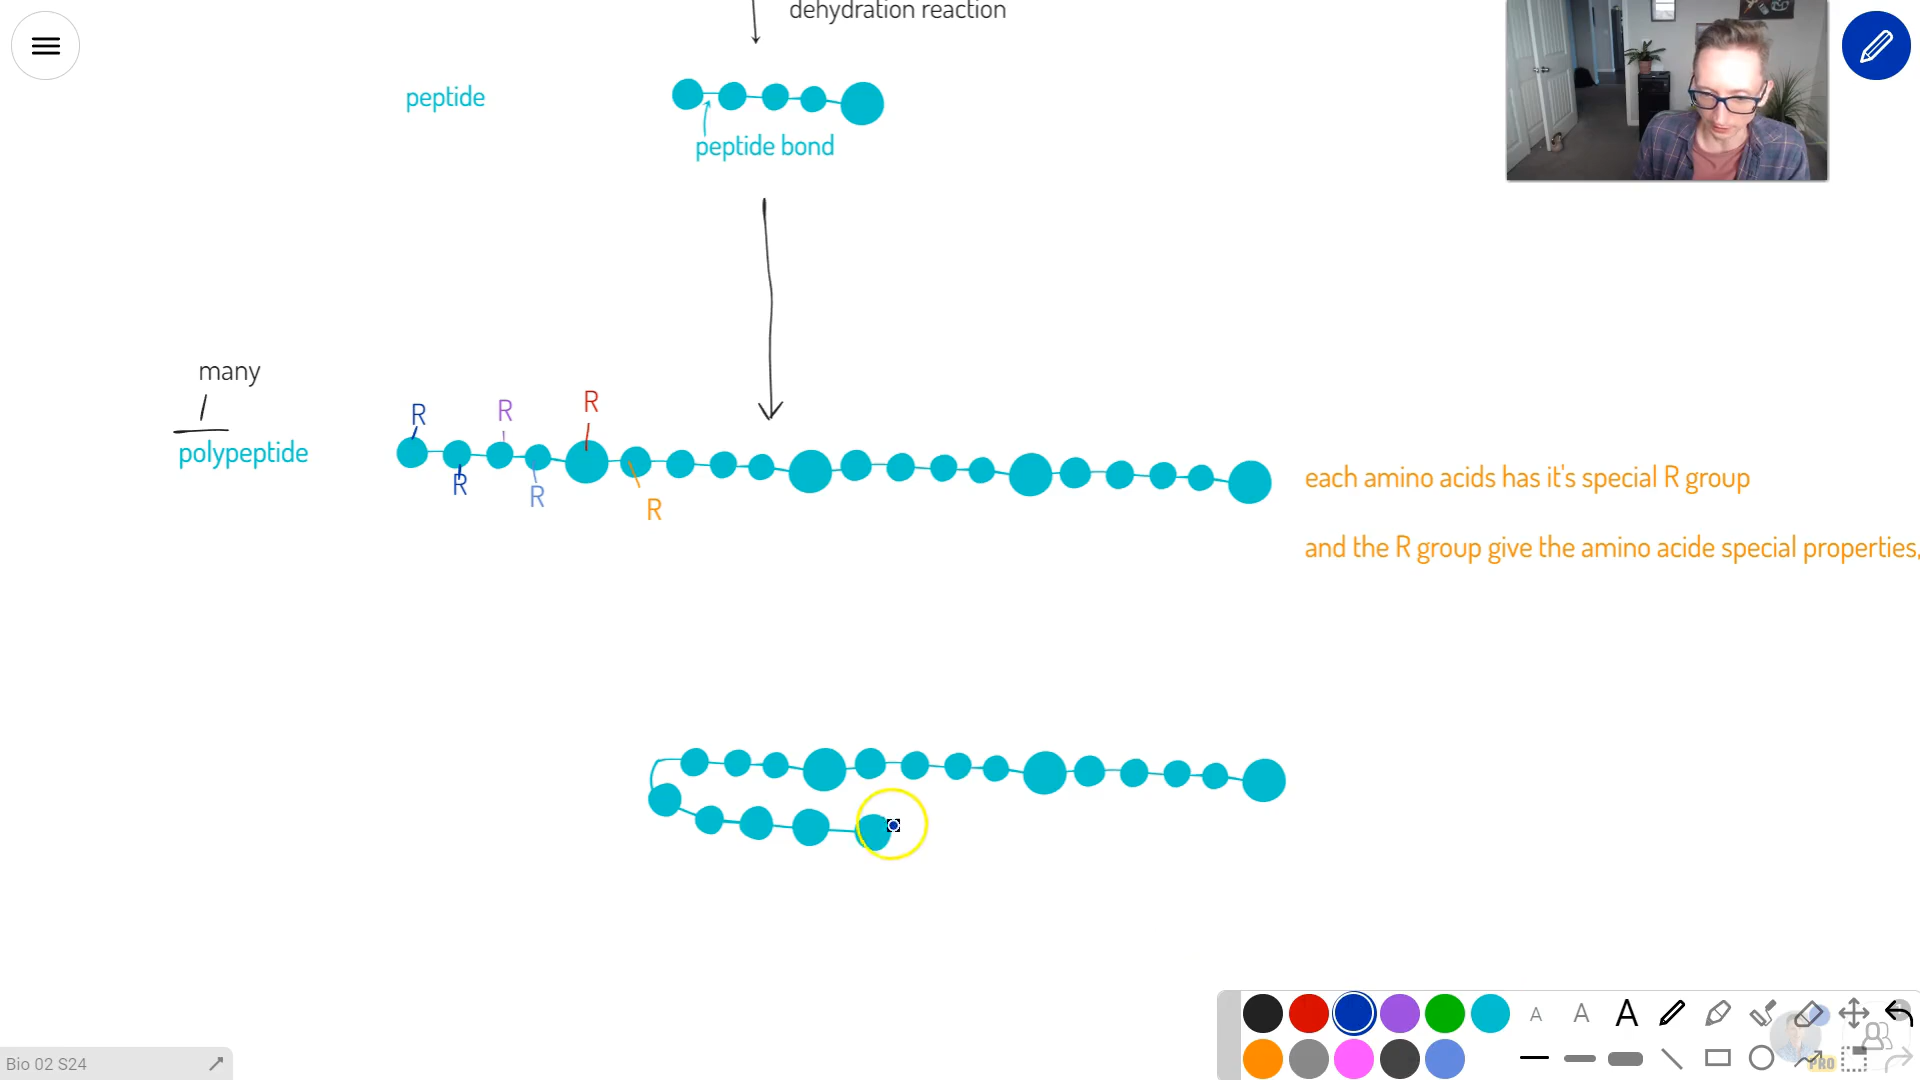 dehydration reaction
peptide
peptide bond
many
R R R
polypeptide
R R R
each amino acids has it's special R group
and the R group give the amino acide special properties,
A A A
PRO
Bio 02 S24